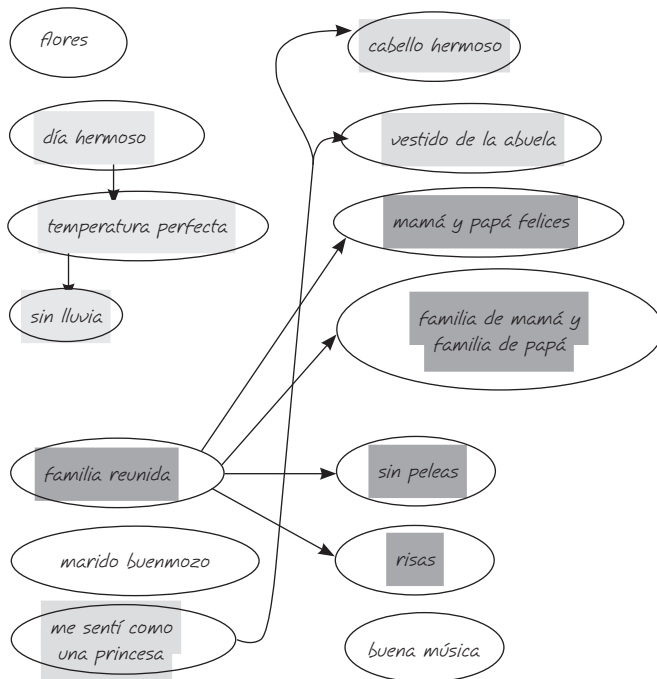 flores
día hermoso
temperatura perfecta
sin lluvia
familia reunida
marido buenmozo
me sentí como
una princesa
cabello hermoso
vestido de la abuela
mamá y papá felices
familia de mamá y
familia de papá
sin peleas
risas
buena música